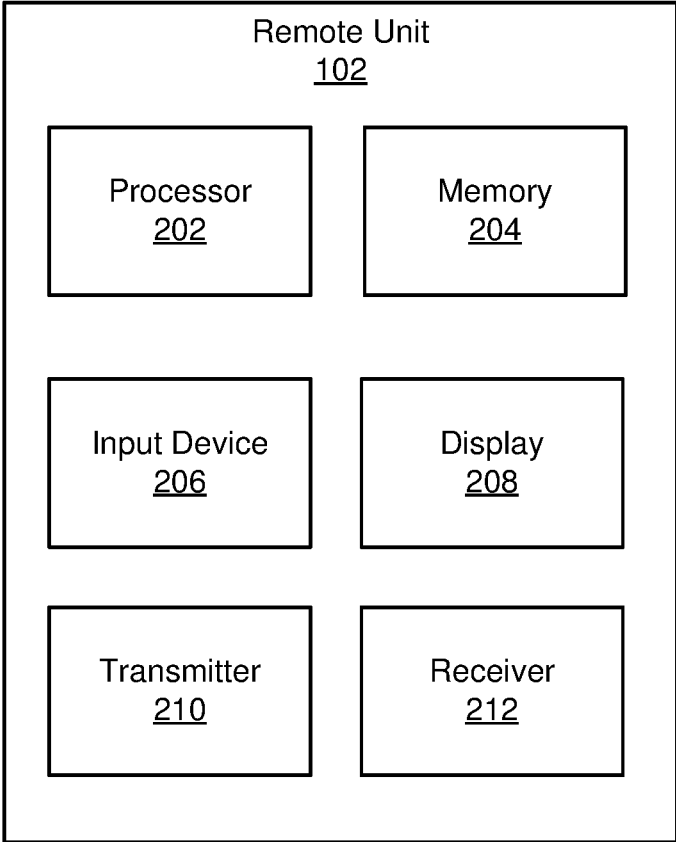 Remote Unit
102
Processor
202
Memory
204
Input Device
206
Display
208
Transmitter
210
Receiver
212